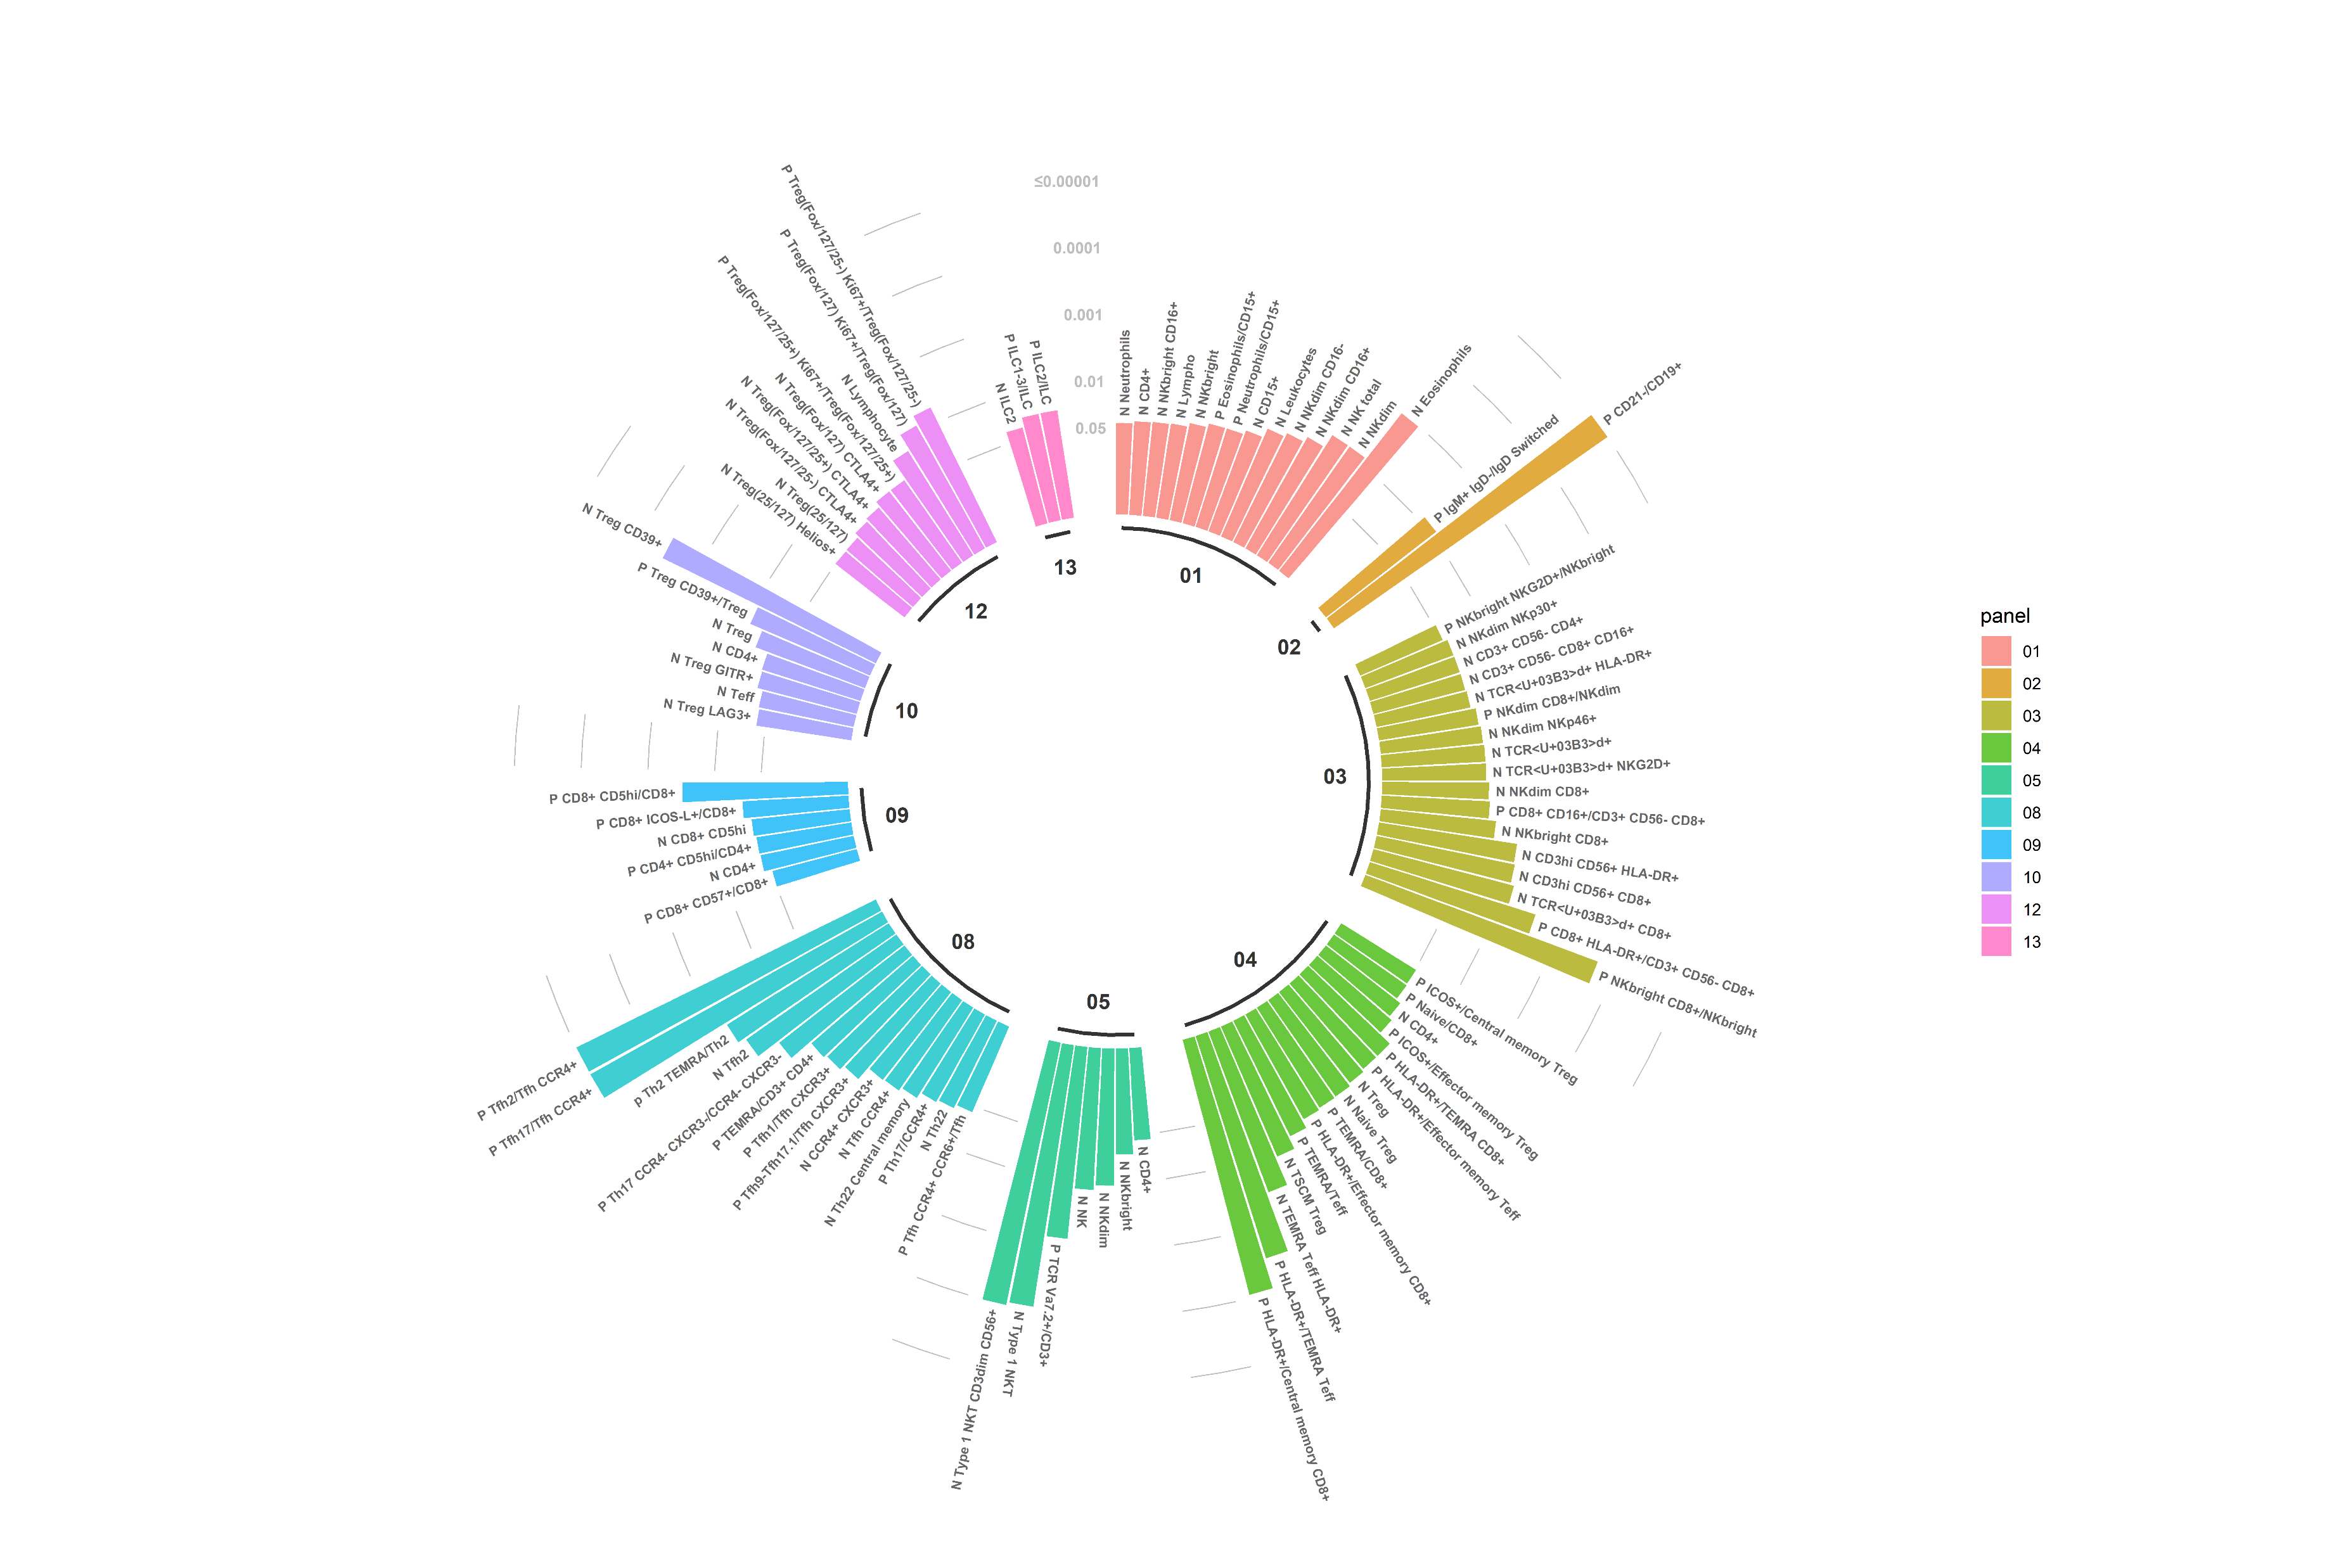 ≤0.00001
0.0001
0.001
0.01
0.05
N Neutrophils
N CD4+
N NKbright CD16+
N Lympho
N NKbright
P Eosinophils/CD15+
P Neutrophils/CD15+
N CD15+
N Leukocytes
N NKdim CD16-
N NKdim CD16+
N NK total
N NKdim
N Eosinophils
01
P IgM+ IgD-/IgD Switched
P CD21-/CD19+
02
P NKbright NKG2D+/NKbright
N NKdim NKp30+
N CD3+ CD56- CD4+
N CD3+ CD56- CD8+ CD16+
N TCR<U+03B3>d+ HLA-DR+
P NKdim CD8+/NKdim
N NKdim NKp46+
N TCR<U+03B3>d+
N TCR<U+03B3>d+ NKG2D+
N NKdim CD8+
P CD8+ CD16+/CD3+ CD56- CD8+
N NKbright CD8+
N CD3hi CD56+ HLA-DR+
N CD3hi CD56+ CD8+
N TCR<U+03B3>d+ CD8+
P CD8+ HLA-DR+/CD3+ CD56- CD8+
P NKbright CD8+/NKbright
03
P ICOS+/Central memory Treg
P Naive/CD8+
N CD4+
P ICOS+/Effector memory Treg
P HLA-DR+/TEMRA CD8+
P HLA-DR+/Effector memory Teff
N Treg
N Naive Treg
P TEMRA/CD8+
P HLA-DR+/Effector memory CD8+
P TEMRA/Teff
N TSCM Treg
N TEMRA Teff HLA-DR+
P HLA-DR+/TEMRA Teff
P HLA-DR+/Central memory CD8+
04
N CD4+
N NKbright
N NKdim
N NK
P TCR Va7.2+/CD3+
N Type 1 NKT
N Type 1 NKT CD3dim CD56+
05
P Tfh CCR4+ CCR6+/Tfh
N Th22
P Th17/CCR4+
N Th22 Central memory
N Tfh CCR4+
N CCR4+ CXCR3+
P Tfh9-Tfh17.1/Tfh CXCR3+
P Tfh1/Tfh CXCR3+
P TEMRA/CD3+ CD4+
P Th17 CCR4- CXCR3-/CCR4- CXCR3-
N Tfh2
p Th2 TEMRA/Th2
P Tfh17/Tfh CCR4+
P Tfh2/Tfh CCR4+
08
P CD8+ CD57+/CD8+
N CD4+
P CD4+ CD5hi/CD4+
N CD8+ CD5hi
P CD8+ ICOS-L+/CD8+
P CD8+ CD5hi/CD8+
09
N Treg LAG3+
N Teff
N Treg GITR+
N CD4+
N Treg
P Treg CD39+/Treg
N Treg CD39+
10
N Treg(25/127) Helios+
N Treg(25/127)
N Treg(Fox/127/25-) CTLA4+
N Treg(Fox/127/25+) CTLA4+
N Treg(Fox/127) CTLA4+
P Treg(Fox/127/25+) Ki67+/Treg(Fox/127/25+)
N Lymphocyte
P Treg(Fox/127) Ki67+/Treg(Fox/127)
P Treg(Fox/127/25-) Ki67+/Treg(Fox/127/25-)
12
N ILC2
P ILC1-3/ILC
P ILC2/ILC
13
panel
01
02
03
04
05
08
09
10
12
13